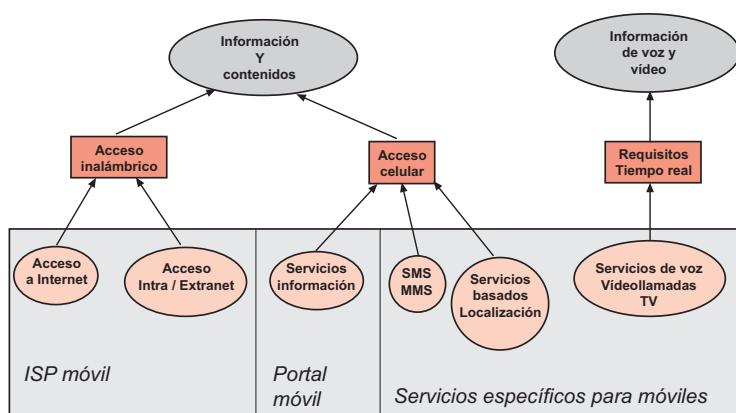 Información
Y
contenidos
Información
de voz y
vídeo
Acceso
inalámbrico
Acceso
celular
Requisitos
Tiempo real
Acceso
a Internet
Acceso
Intra / Extranet
Servicios
información
SMS
MMS
Servicios
basados
Localización
Servicios de voz
Vídeollamadas
TV
ISP móvil
Portal
móvil
Servicios específicos para móviles